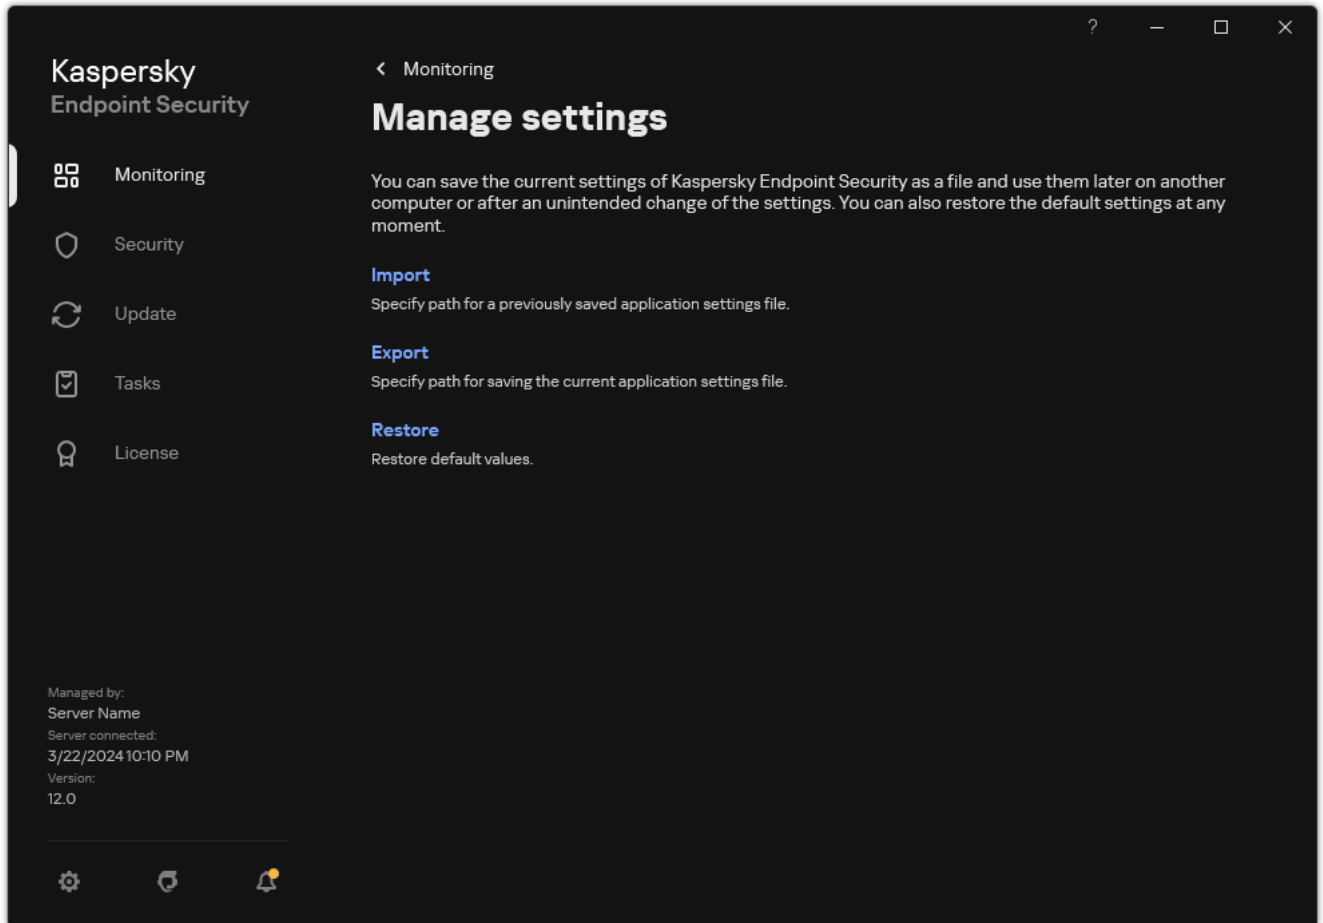 Kaspersky
Endpoint Security
Monitoring
Security
Update
Tasks
License
Managed by:
Server Name
Server connected:
3/22/2024 10:10 PM
Version:
12.0
?
Monitoring
Manage settings
You can save the current settings of Kaspersky Endpoint Security as a file and use them later on another
computer or after an unintended change of the settings. You can also restore the default settings at any
moment.
Import
Specify path for a previously saved application settings file.
Export
Specify path for saving the current application settings file.
Restore
Restore default values.